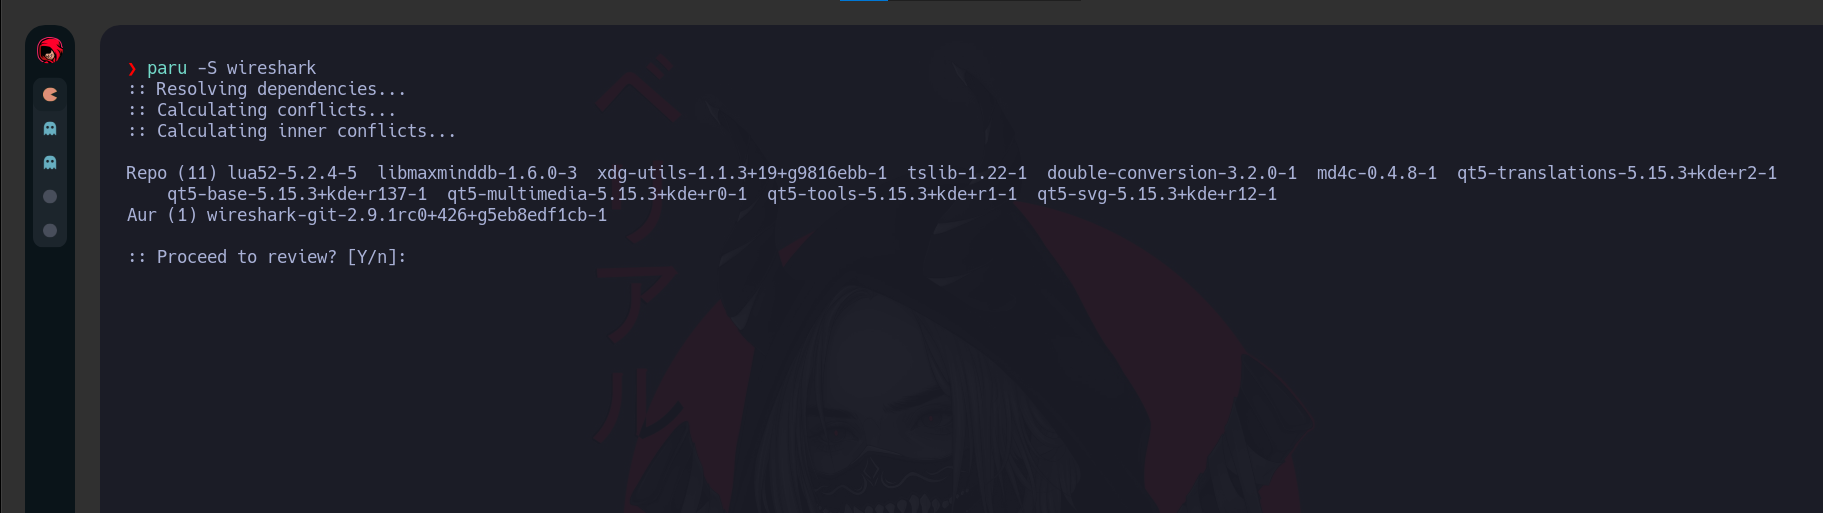 ❯ paru -S wireshark
:: Resolving dependencies...
:: Calculating conflicts...
:: Calculating inner conflicts...
Repo (11) lua52-5.2.4-5  libmaxminddb-1.6.0-3  xdg-utils-1.1.3+19+g9816ebb-1  tslib-1.22-1  double-conversion-3.2.0-1  md4c-0.4.8-1  qt5-translations-5.15.3+kde+r2-1
qt5-base-5.15.3+kde+r137-1  qt5-multimedia-5.15.3+kde+r0-1  qt5-tools-5.15.3+kde+r1-1  qt5-svg-5.15.3+kde+r12-1
Aur (1) wireshark-git-2.9.1rc0+426+g5eb8edf1cb-1
:: Proceed to review? [Y/n]:
ベリアル